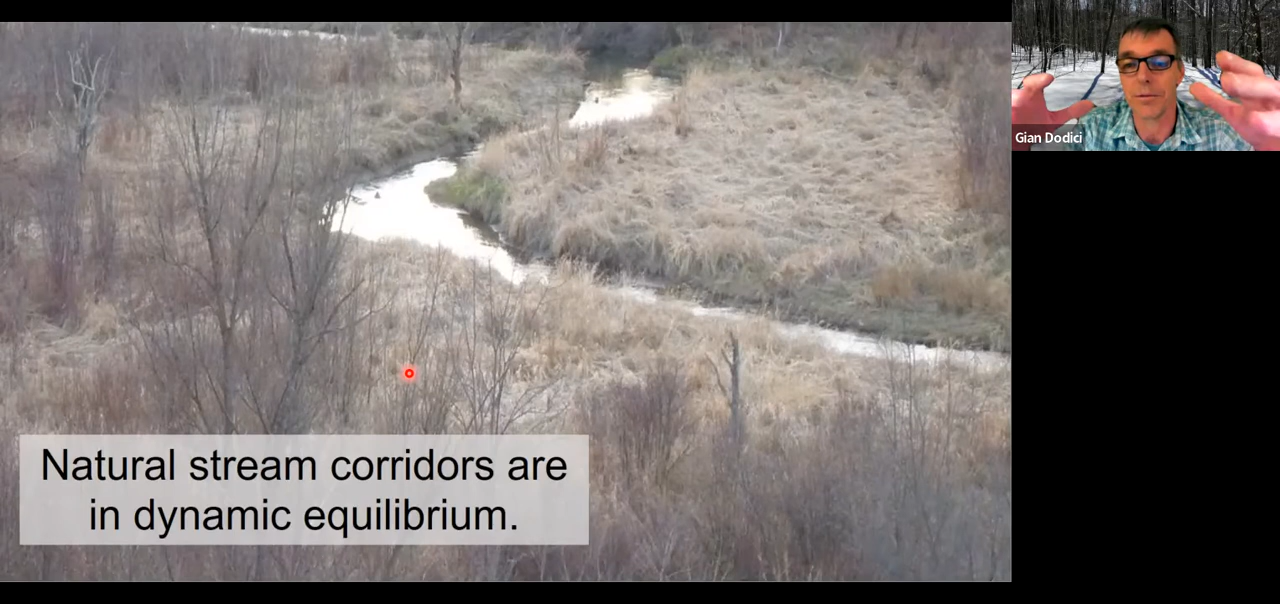 Gian Dodici
Natural stream corridors are
in dynamic equilibrium.